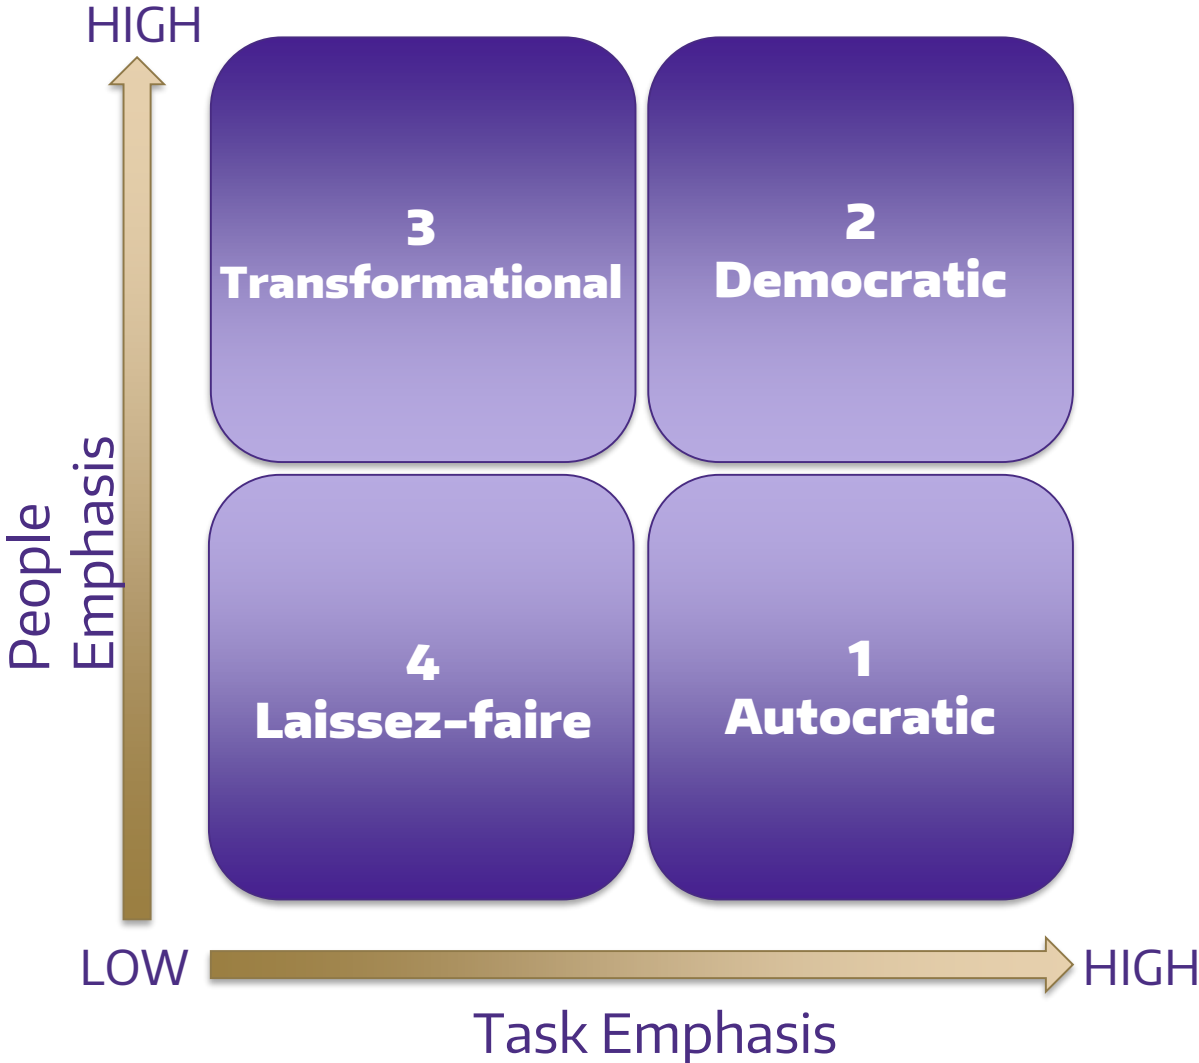 HIGH
3
Transformational
2
Democratic
People
Emphasis
4
Laissez-faire
1
Autocratic
LOW
HIGH
Task Emphasis